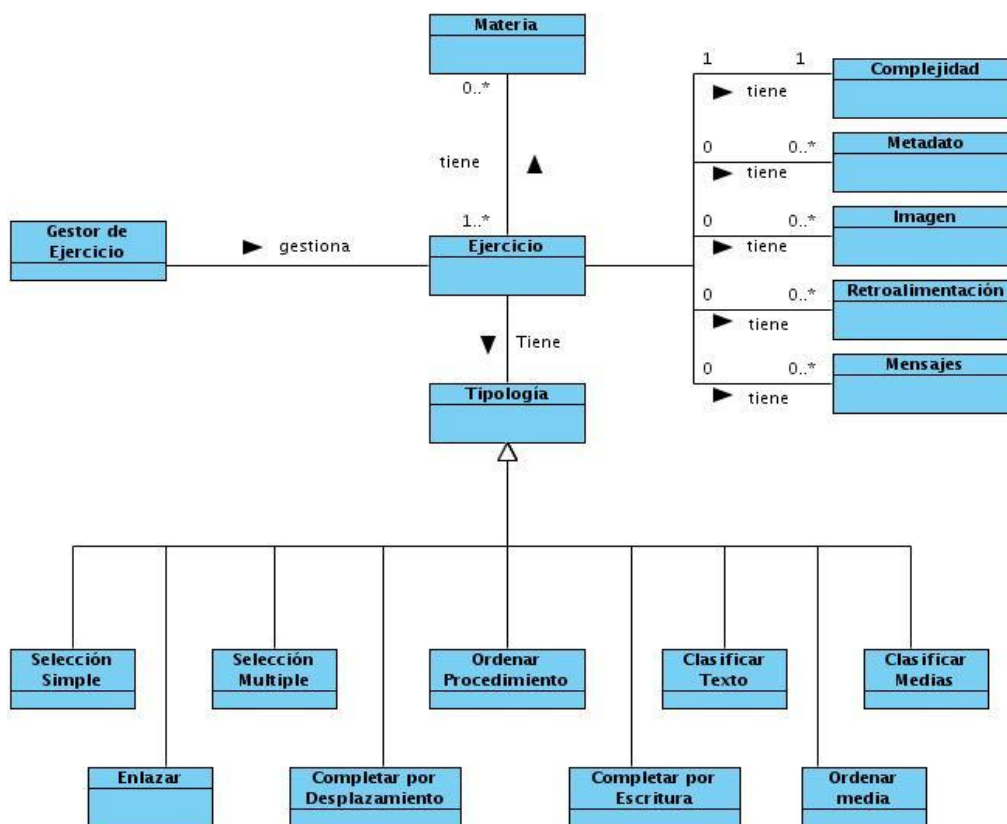 Materia
0..*
tiene
1..*
Gestor de
Ejercicio
gestiona
Ejercicio
1 1
tiene
Complejidad
0 0..*
tiene
Metadato
0 0..*
tiene
Imagen
0 0..*
tiene
Retroalimentación
0 0..*
tiene
Mensajes
Tiene
Tipología
Selección
Simple
Selección
Multiple
Ordenar
Procedimiento
Clasificar
Texto
Clasificar
Medias
Enlazar
Completar por
Desplazamiento
Completar por
Escritura
Ordenar
media